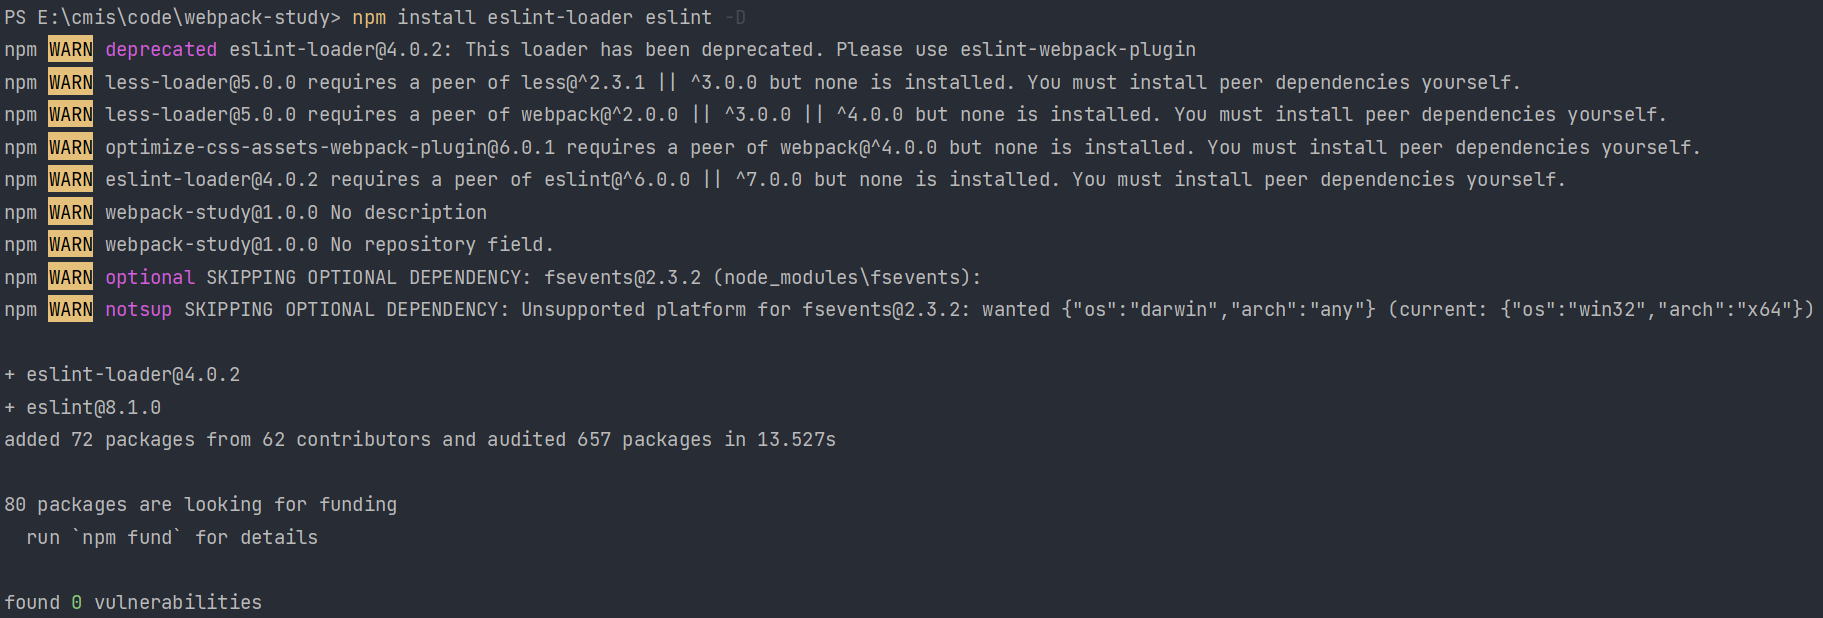 PS E:\cmis\code\webpack-study> npm install eslint-loader eslint -D
npm WARN deprecated eslint-loader@4.0.2: This loader has been deprecated. Please use eslint-webpack-plugin
npm WARN less-loader@5.0.0 requires a peer of less@^2.3.1 || ^3.0.0 but none is installed. You must install peer dependencies yourself.
npm WARN less-loader@5.0.0 requires a peer of webpack@^2.0.0 || ^3.0.0 || ^4.0.0 but none is installed. You must install peer dependencies yourself.
npm WARN optimize-css-assets-webpack-plugin@6.0.1 requires a peer of webpack@^4.0.0 but none is installed. You must install peer dependencies yourself.
npm WARN eslint-loader@4.0.2 requires a peer of eslint@^6.0.0 || ^7.0.0 but none is installed. You must install peer dependencies yourself.
npm WARN webpack-study@1.0.0 No description
npm WARN webpack-study@1.0.0 No repository field.
npm WARN optional SKIPPING OPTIONAL DEPENDENCY: fsevents@2.3.2 (node_modules\fsevents):
npm WARN notsup SKIPPING OPTIONAL DEPENDENCY: Unsupported platform for fsevents@2.3.2: wanted {"os":"darwin","arch":"any"} (current: {"os":"win32","arch":"x64"})
+ eslint-loader@4.0.2
+ eslint@8.1.0
added 72 packages from 62 contributors and audited 657 packages in 13.527s
80 packages are looking for funding
run `npm fund` for details
found 0 vulnerabilities